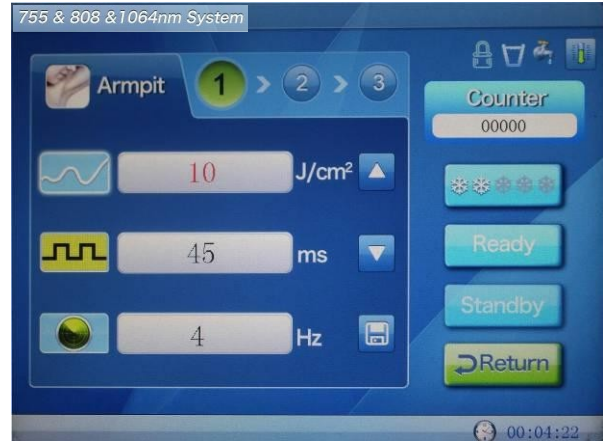 755 & 808 &1064nm System
Armpit
1 > 2 > 3
Counter
00000
10 J/cm²
45 ms
Ready
4 Hz
Standby
Return
00:04:22